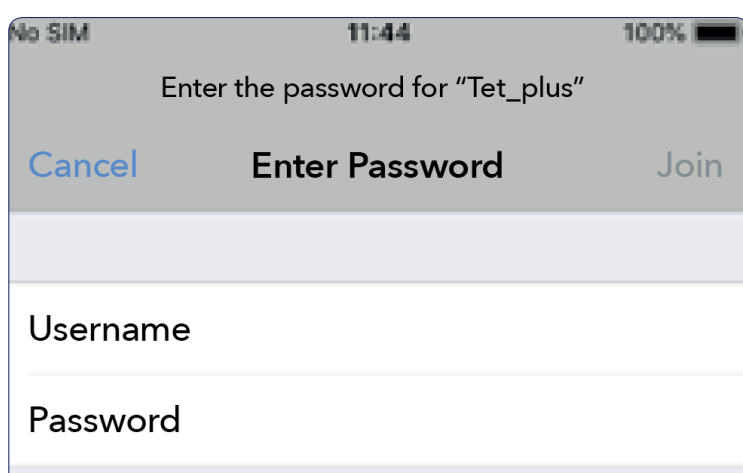 No SIM 11:44 100%
Enter the password for “Tet_plus”
Cancel Enter Password Join
Username
Password